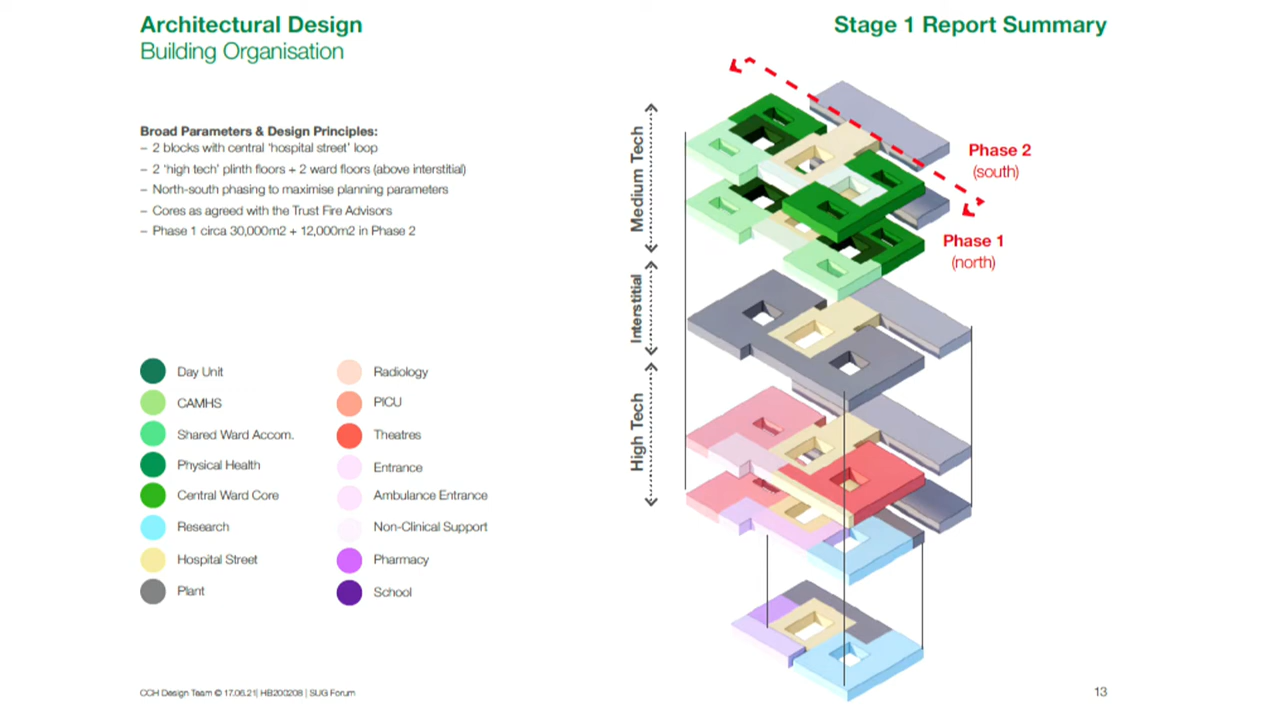 Architectural Design
Building Organisation
Stage 1 Report Summary
Broad Parameters & Design Principles:
– 2 blocks with central 'hospital street' loop
– 2 'high tech' plinth floors + 2 ward floors (above interstitial)
– North-south phasing to maximise planning parameters
– Cores as agreed with the Trust Fire Advisors
– Phase 1 circa 30,000m2 + 12,000m2 in Phase 2
Day Unit
CAMHS
Shared Ward Accom.
Physical Health
Central Ward Core
Research
Hospital Street
Plant
Radiology
PICU
Theatres
Entrance
Ambulance Entrance
Non-Clinical Support
Pharmacy
School
Medium Tech
Interstitial
High Tech
Phase 2
(south)
Phase 1
(north)
CCH Design Team © 17.06.21| HB200208 | SUG Forum
13